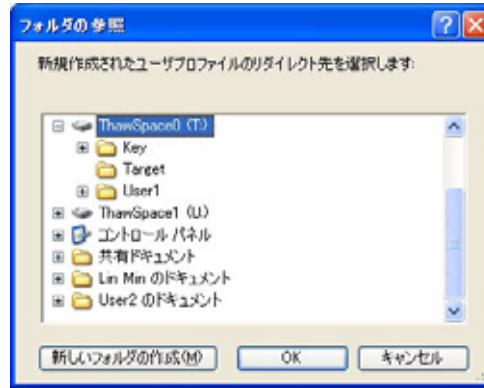 フォルダの参照
新規作成されたユーザプロファイルのリダイレクト先を選択します:
ThawSpace0 (T:)
Key
Target
User1
ThawSpace1 (U:)
コントロール パネル
共有ドキュメント
Lin Min のドキュメント
User2 のドキュメント
新しいフォルダの作成(M) OK キャンセル